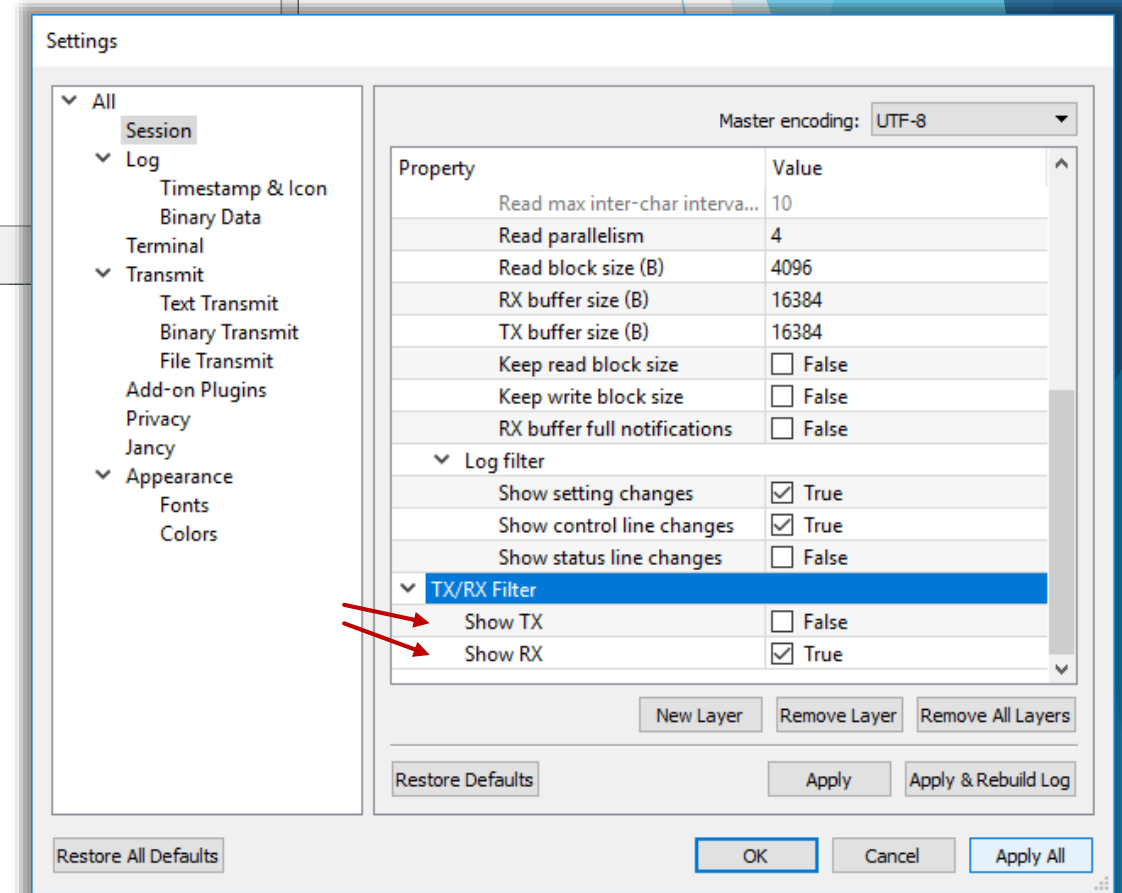 Settings
All
Session
Log
Timestamp & Icon
Binary Data
Terminal
Transmit
Text Transmit
Binary Transmit
File Transmit
Add-on Plugins
Privacy
Jancy
Appearance
Fonts
Colors
Master encoding: UTF-8
Property Value
Read max inter-char interva... 10
Read parallelism 4
Read block size (B) 4096
RX buffer size (B) 16384
TX buffer size (B) 16384
Keep read block size False
Keep write block size False
RX buffer full notifications False
Log filter
Show setting changes True
Show control line changes True
Show status line changes False
TX/RX Filter
Show TX False
Show RX True
New Layer Remove Layer Remove All Layers
Restore Defaults Apply Apply & Rebuild Log
Restore All Defaults OK Cancel Apply All